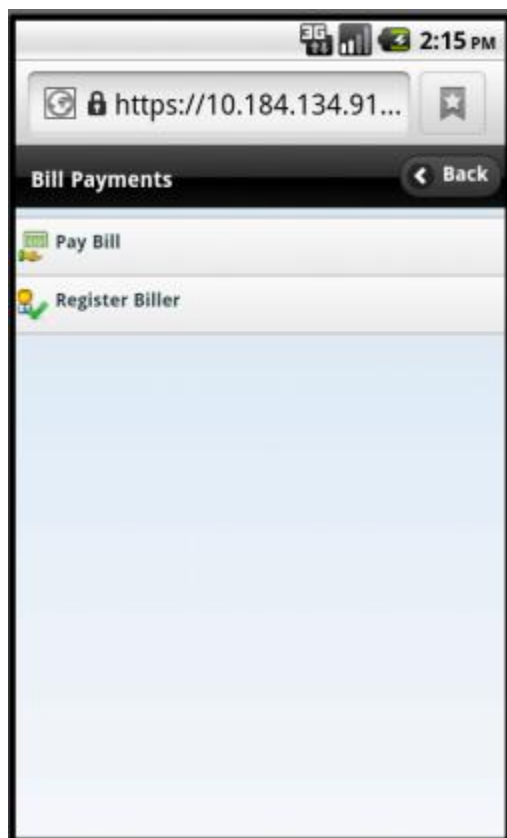 3G 2:15 PM
https://10.184.134.91...
Bill Payments Back
Pay Bill
Register Biller